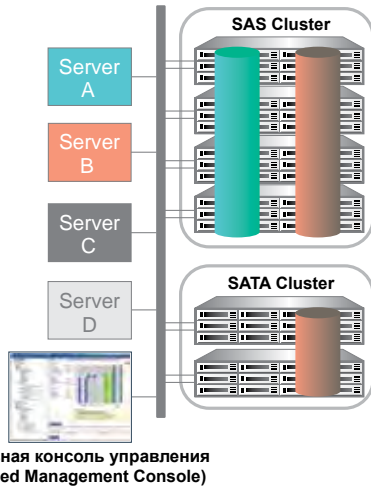 SAS Cluster
Server
A
Server
B
Server
C
SATA Cluster
Server
D
ная консоль управления
ed Management Console)